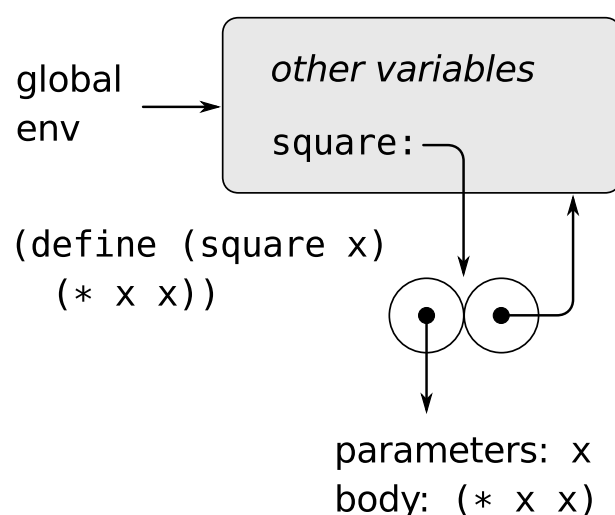 global
env
other variables
square:
(define (square x)
  (* x x))
parameters: x
body: (* x x)